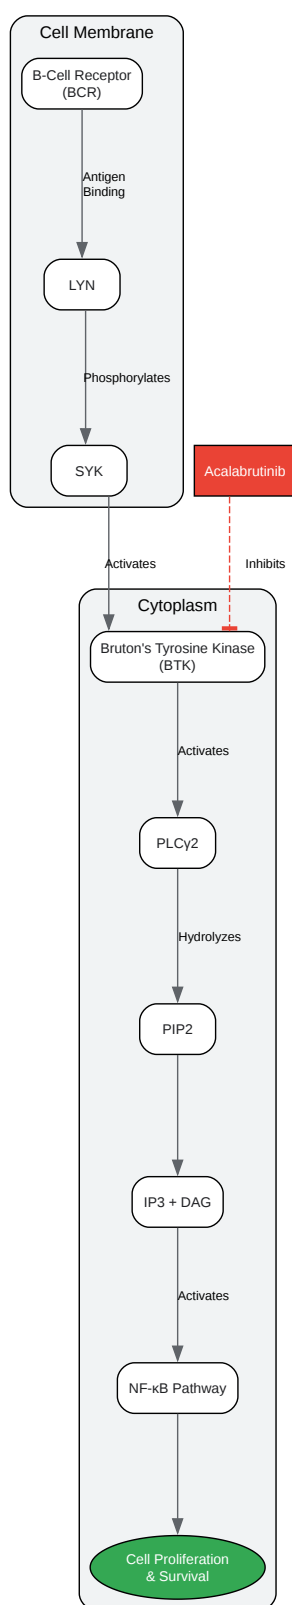 Cell Membrane
B-Cell Receptor
(BCR)
Antigen
Binding
LYN
Phosphorylates
SYK
Acalabrutinib
Activates
Inhibits
Cytoplasm
Bruton's Tyrosine Kinase
(BTK)
Activates
PLCγ2
Hydrolyzes
PIP2
IP3 + DAG
Activates
NF-κB Pathway
Cell Proliferation
& Survival